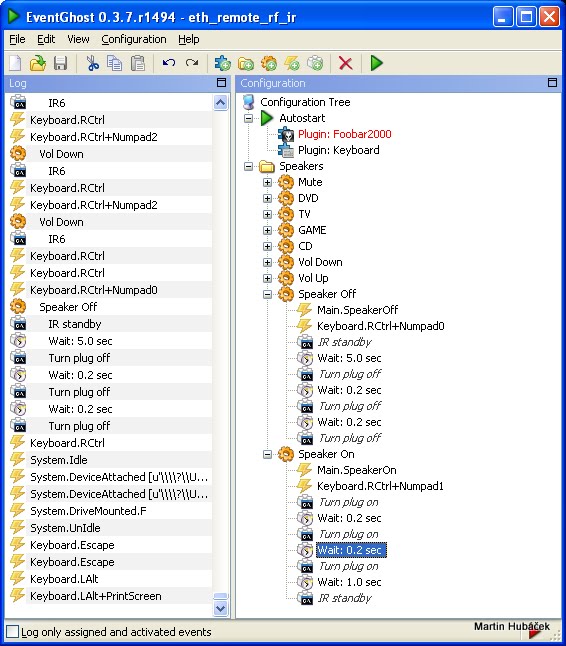 EventGhost 0.3.7.r1494 - eth_remote_rf_ir
File Edit View Configuration Help
Log
IR6
Keyboard.RCtrl
Keyboard.RCtrl+Numpad2
Vol Down
IR6
Keyboard.RCtrl
Keyboard.RCtrl+Numpad2
Vol Down
IR6
Keyboard.RCtrl
Keyboard.RCtrl
Keyboard.RCtrl+Numpad0
Speaker Off
IR standby
Wait: 5.0 sec
Turn plug off
Wait: 0.2 sec
Turn plug off
Wait: 0.2 sec
Turn plug off
Keyboard.RCtrl
System.Idle
System.DeviceAttached [u'\\\\?\\U...
System.DeviceAttached [u'\\\\?\\U...
System.DriveMounted.F
System.UnIdle
Keyboard.Escape
Keyboard.Escape
Keyboard.LAlt
Keyboard.LAlt+PrintScreen
Log only assigned and activated events
Configuration
Configuration Tree
Autostart
Plugin: Foobar2000
Plugin: Keyboard
Speakers
Mute
DVD
TV
GAME
CD
Vol Down
Vol Up
Speaker Off
Main.SpeakerOff
Keyboard.RCtrl+Numpad0
IR standby
Wait: 5.0 sec
Turn plug off
Wait: 0.2 sec
Turn plug off
Wait: 0.2 sec
Turn plug off
Speaker On
Main.SpeakerOn
Keyboard.RCtrl+Numpad1
Turn plug on
Wait: 0.2 sec
Turn plug on
Wait: 0.2 sec
Turn plug on
Wait: 1.0 sec
IR standby
Martin Hubáček